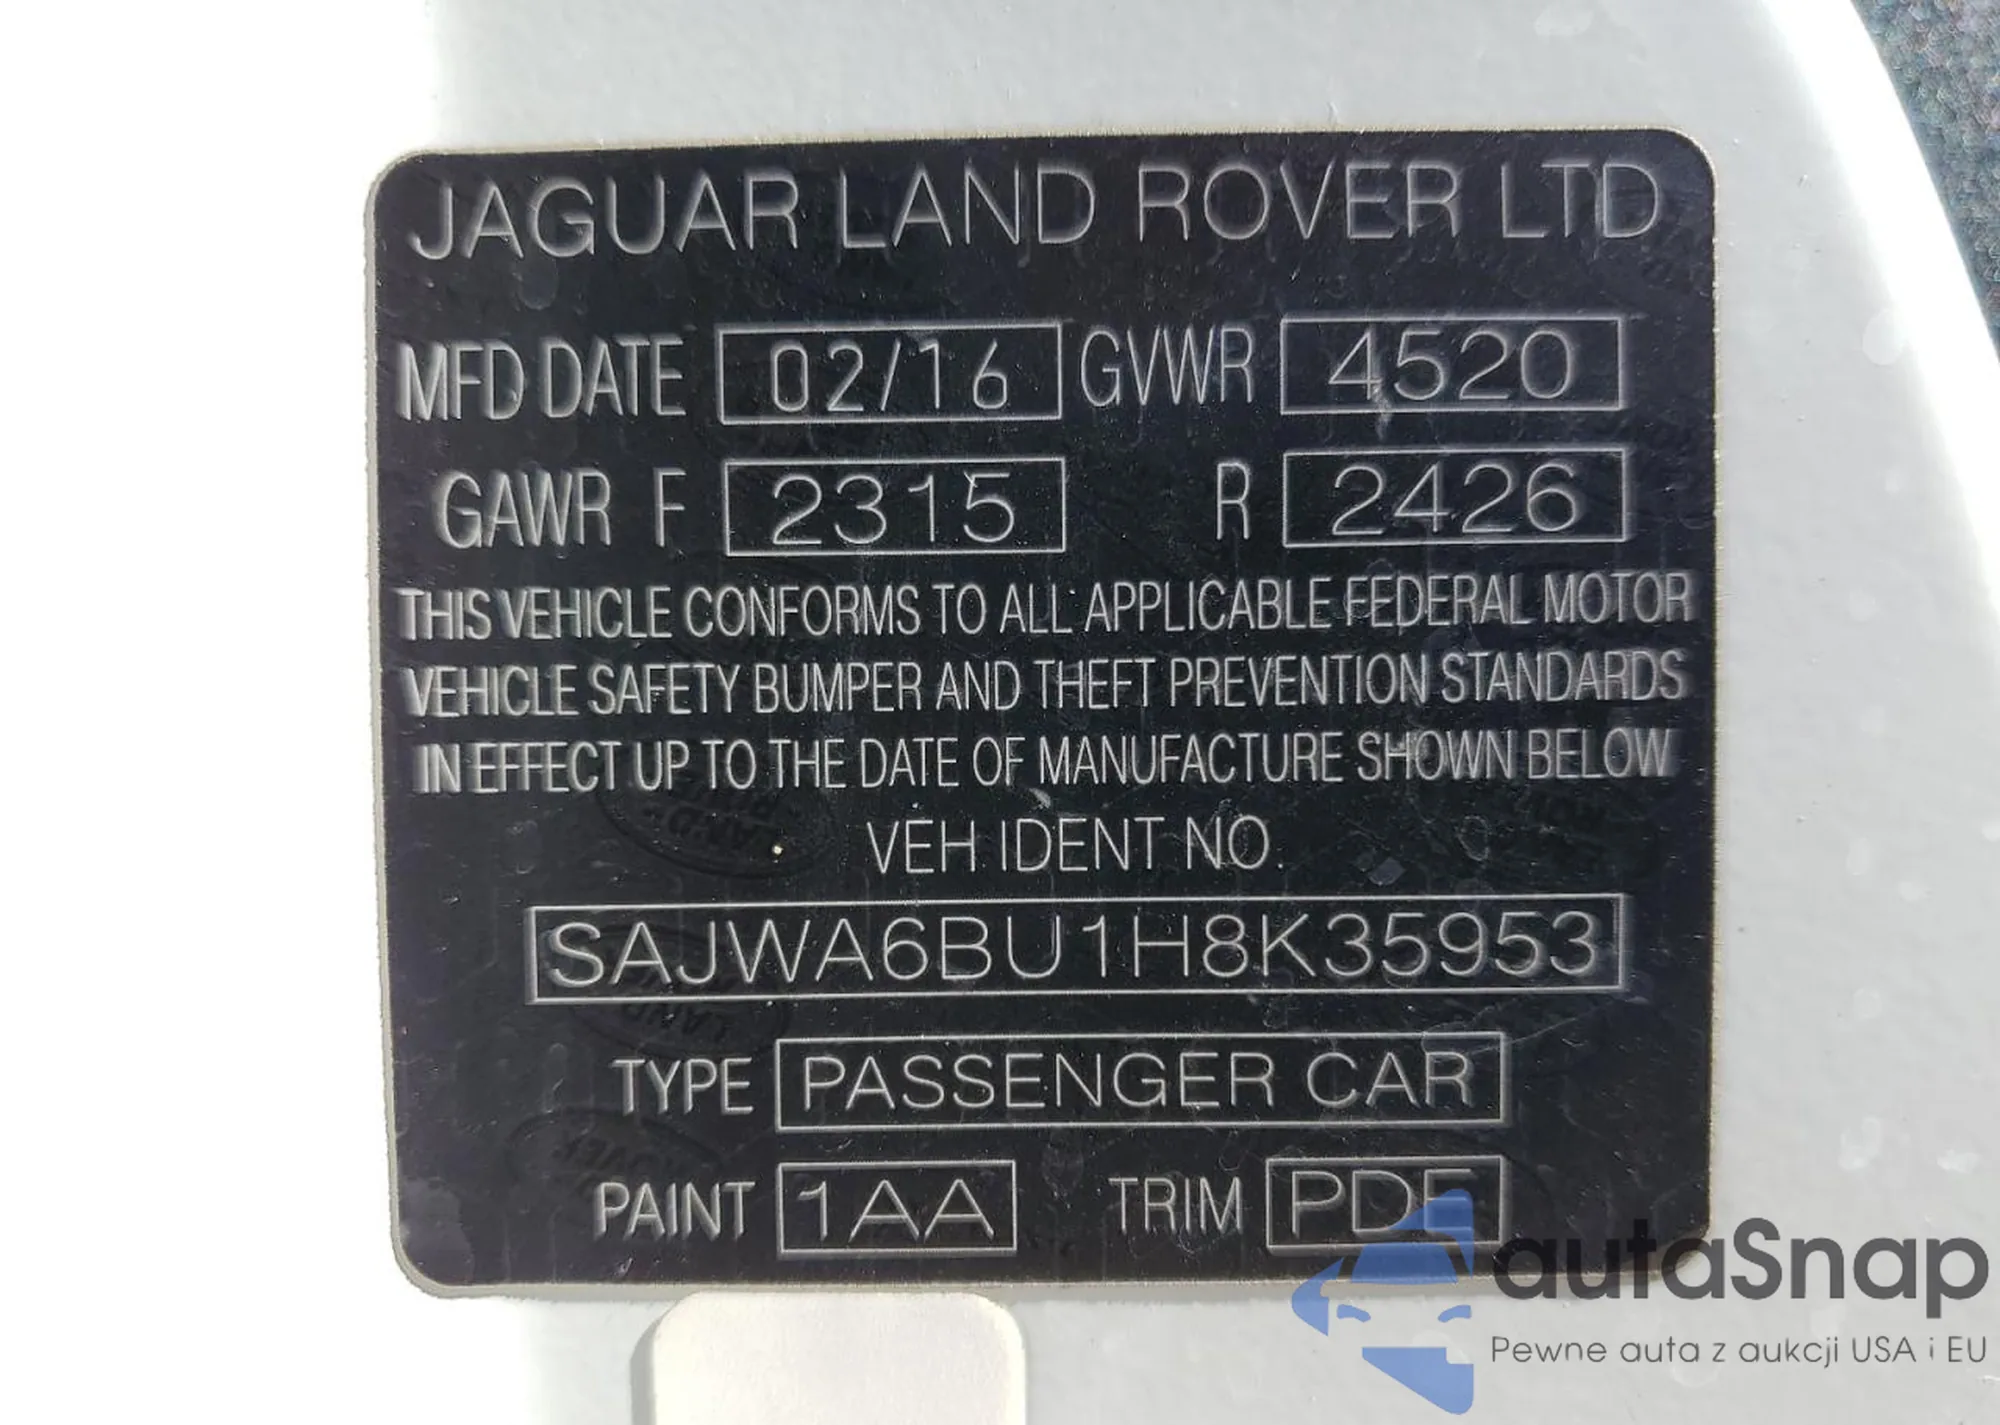 JAGUAR LAND ROVER LTD
MFD DATE 02/16 GVWR 4520
GAWR F 2315 R 2426
THIS VEHICLE CONFORMS TO ALL APPLICABLE FEDERAL MOTOR
VEHICLE SAFETY BUMPER AND THEFT PREVENTION STANDARDS
IN EFFECT UP TO THE DATE OF MANUFACTURE SHOWN BELOW
VEH IDENT NO.
SAJWA6BU1H8K35953
TYPE PASSENGER CAR
PAINT 1AA TRIM
autaSnap
Pewne auta z aukcji USA i EU